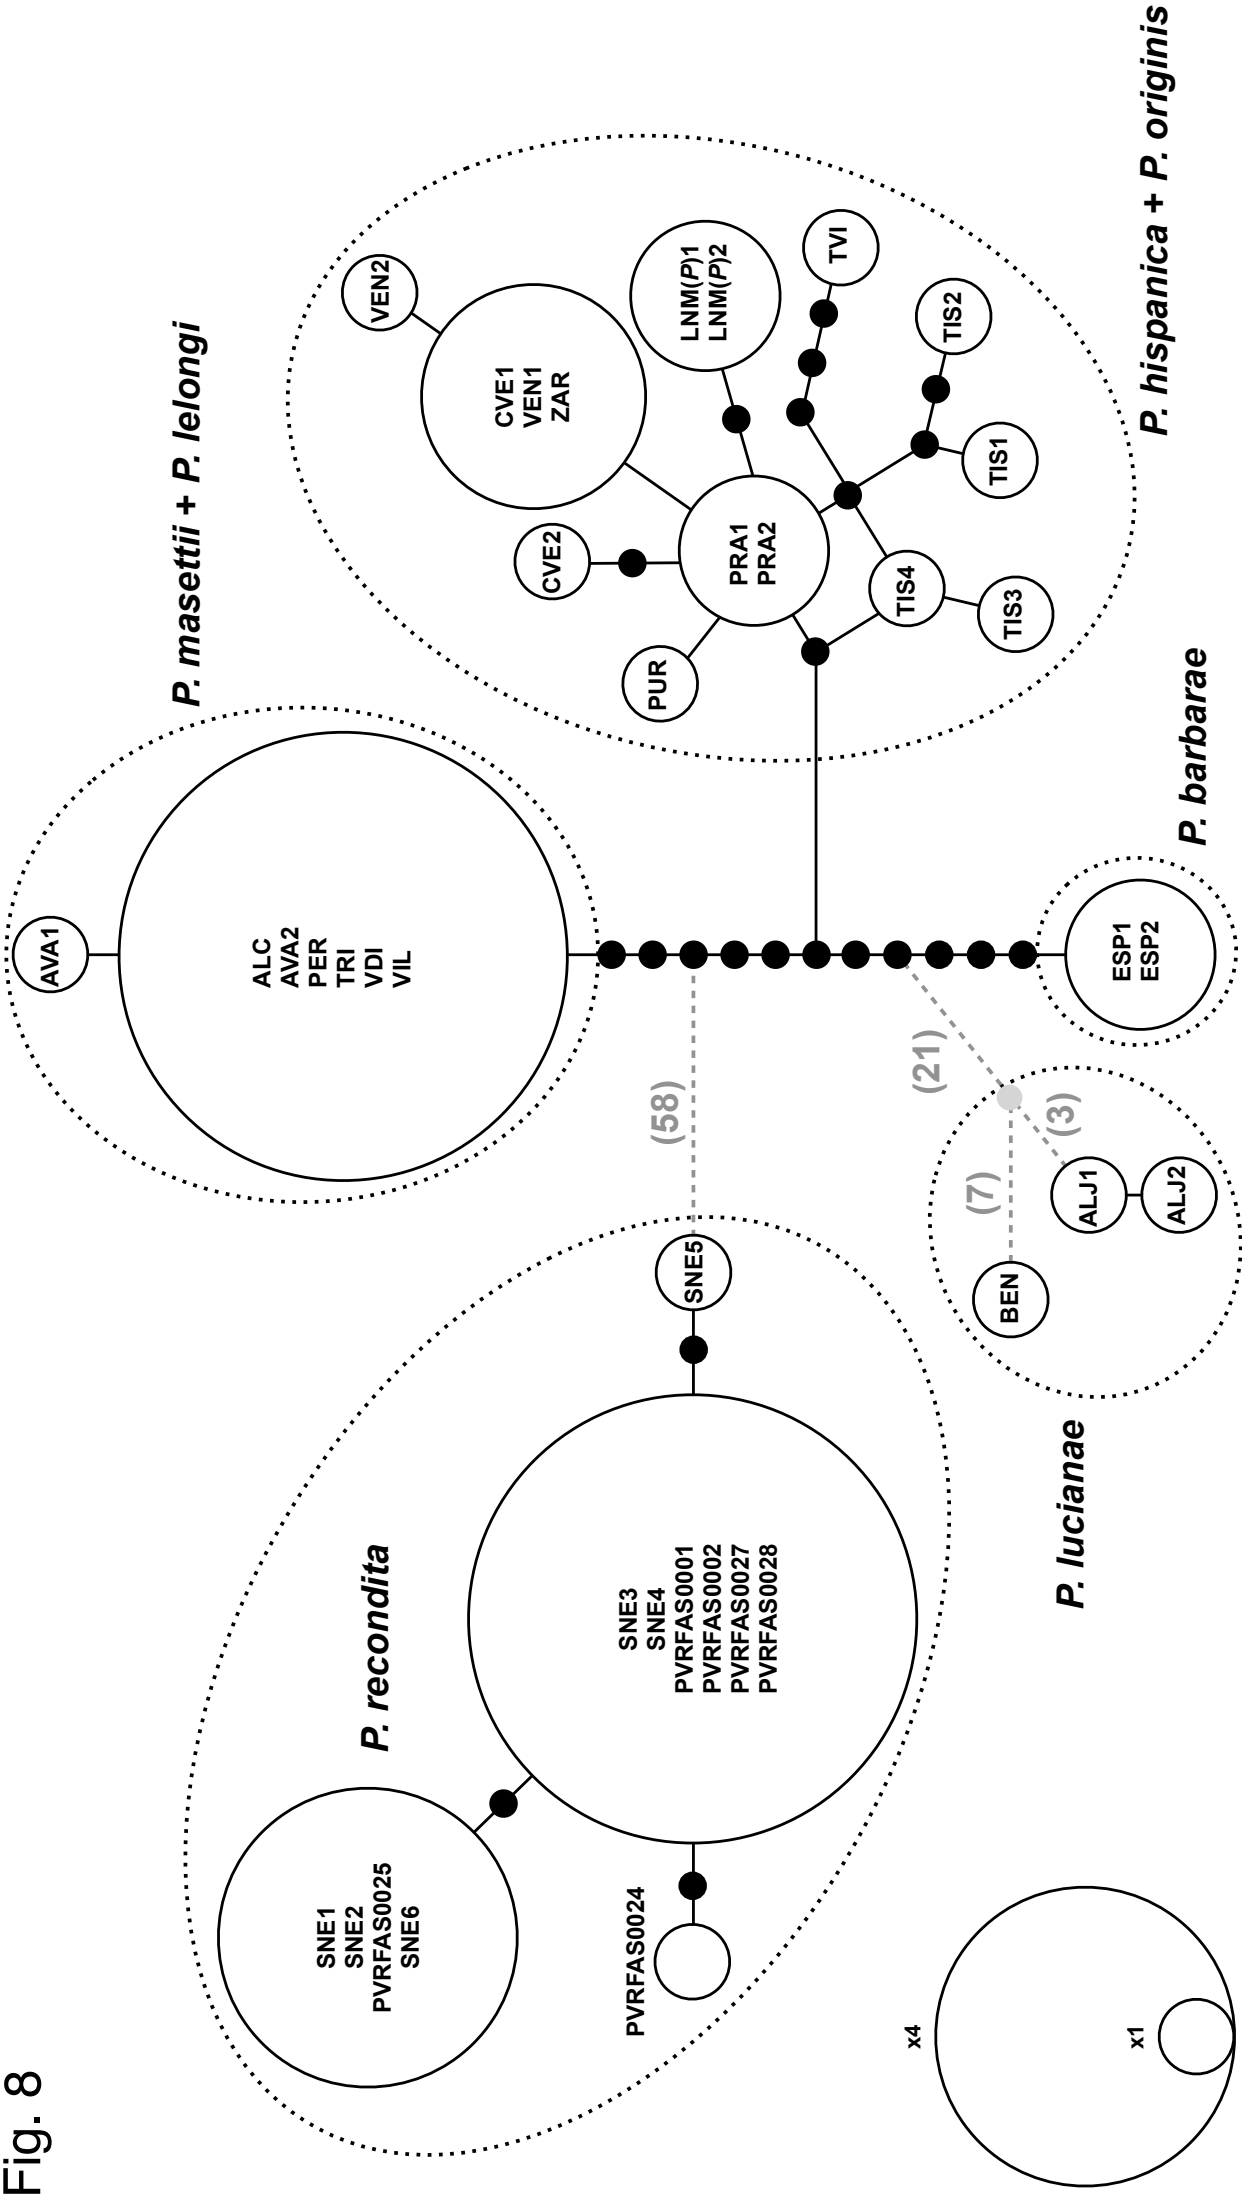 Fig. 8
P. recondita
SNE1
SNE2
PVRFAS0025
SNE6
PVRFAS0024
SNE3
SNE4
PVRFAS0001
PVRFAS0002
PVRFAS0027
PVRFAS0028
SNE5
(58)
x4
x1
P. masettii + P. lelongi
AVA1
ALC
AVA2
PER
TRI
VDI
VIL
P. lucianae
BEN
ALJ1
ALJ2
(7)
(3)
(21)
P. barbarae
ESP1
ESP2
P. hispanica + P. originis
VEN2
CVE1
VEN1
ZAR
CVE2
PUR
PRA1
PRA2
LNM(P)1
LNM(P)2
TVI
TIS2
TIS1
TIS4
TIS3